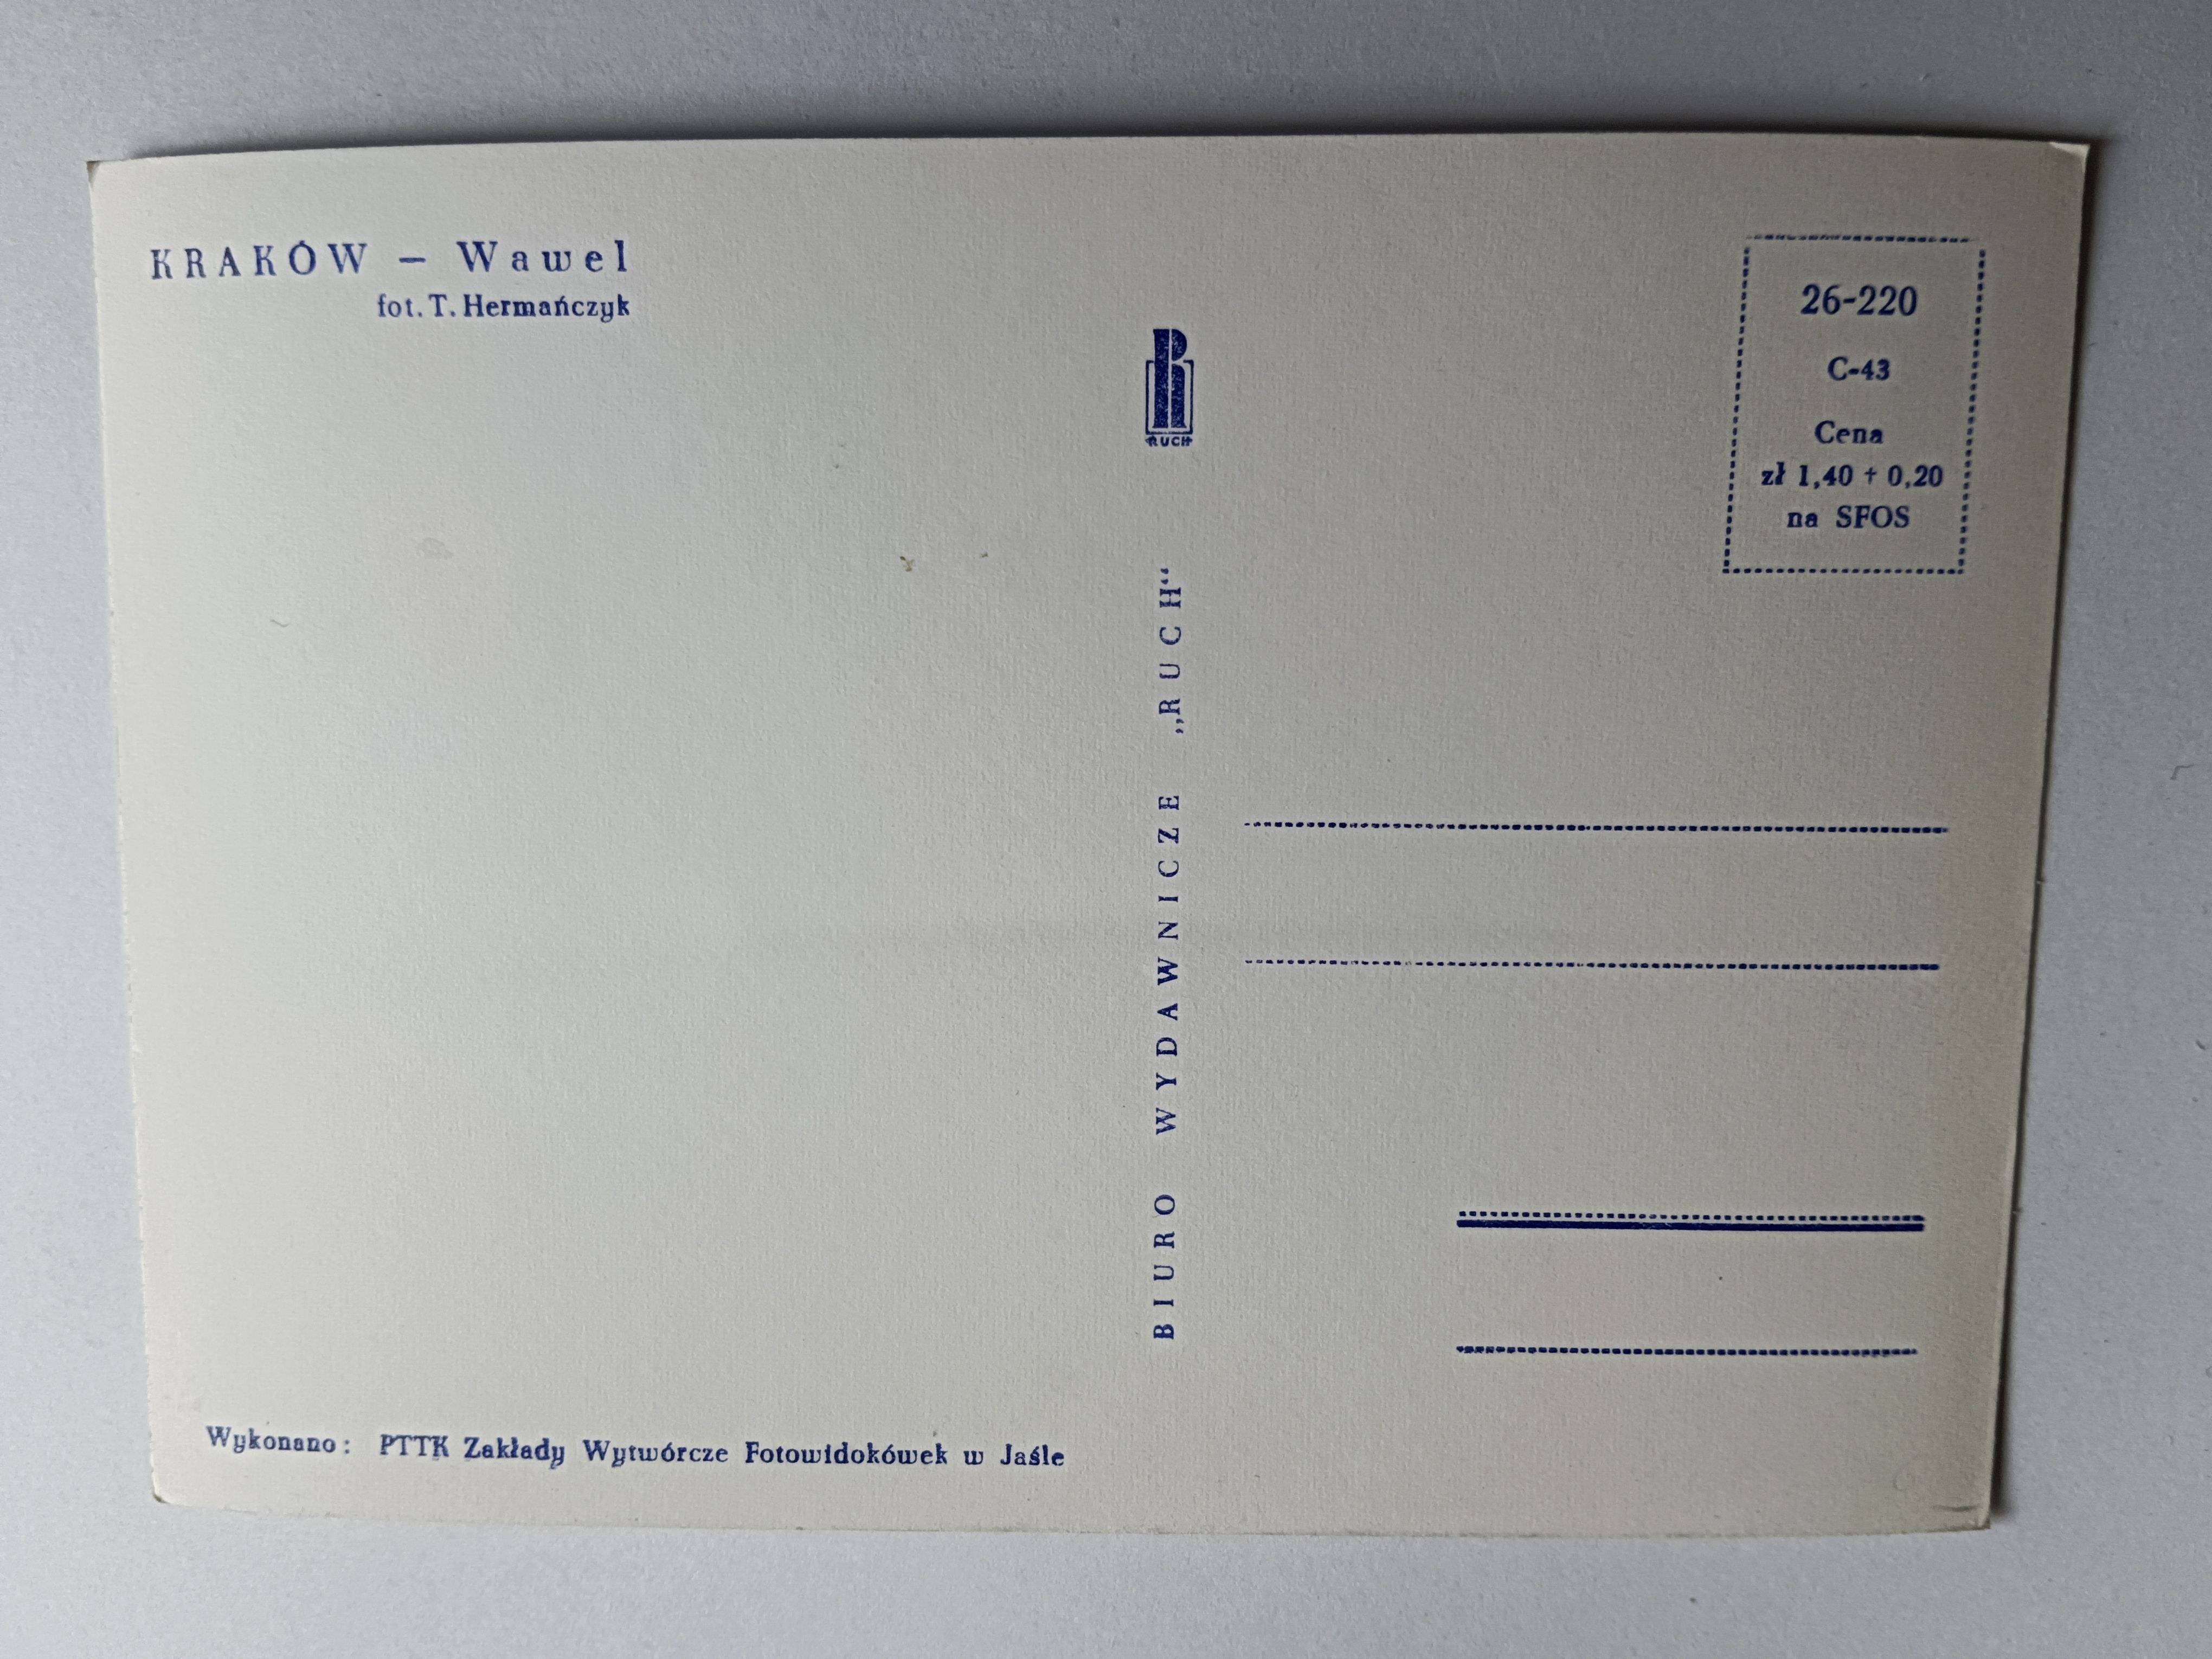 KRAKÓW – Wawel
fot. T. Hermańczyk
RUCH
BIURO WYDAWNICZE „RUCH“
26-220
C-43
Cena
zł 1,40 + 0,20
na SFOS
Wykonano: PTTK Zakłady Wytwórcze Fotowidokówek w Jaśle